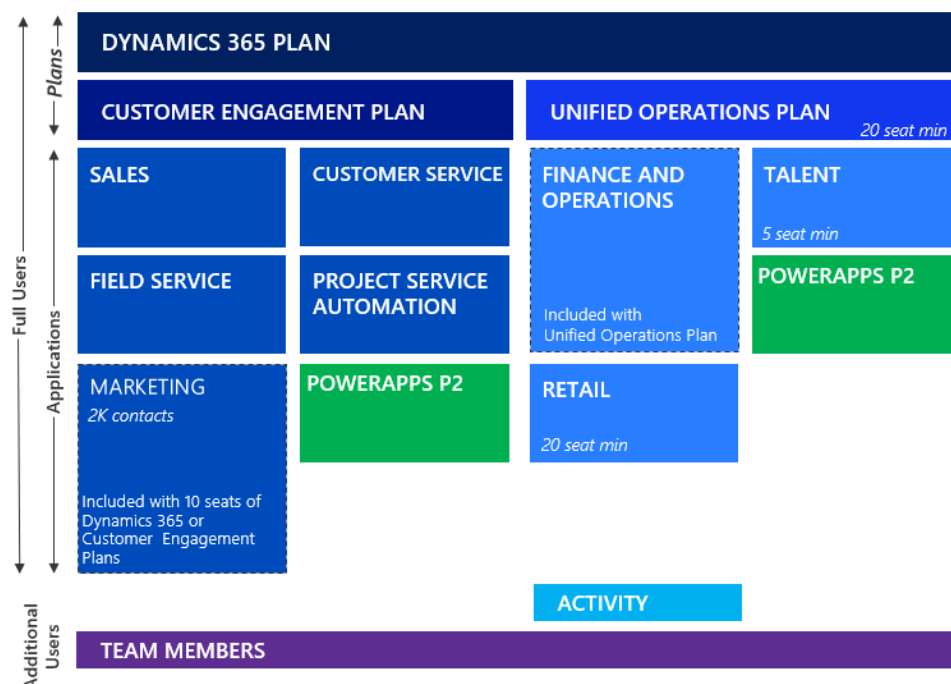 DYNAMICS 365 PLAN
CUSTOMER ENGAGEMENT PLAN
UNIFIED OPERATIONS PLAN
20 seat min
SALES
CUSTOMER SERVICE
FINANCE AND
OPERATIONS
Included with
Unified Operations Plan
TALENT
5 seat min
FIELD SERVICE
PROJECT SERVICE
AUTOMATION
POWERAPPS P2
MARKETING
2K contacts
Included with 10 seats of
Dynamics 365 or
Customer Engagement
Plans
POWERAPPS P2
RETAIL
20 seat min
ACTIVITY
TEAM MEMBERS
Full Users
Plans
Applications
Additional
Users